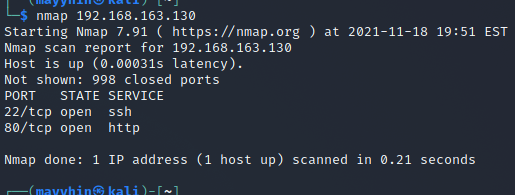 (mayyhin㉿kali)-[~]
$ nmap 192.168.163.130
Starting Nmap 7.91 ( https://nmap.org ) at 2021-11-18 19:51 EST
Nmap scan report for 192.168.163.130
Host is up (0.00031s latency).
Not shown: 998 closed ports
PORT   STATE SERVICE
22/tcp open  ssh
80/tcp open  http
Nmap done: 1 IP address (1 host up) scanned in 0.21 seconds
(mayyhin㉿kali)-[~]